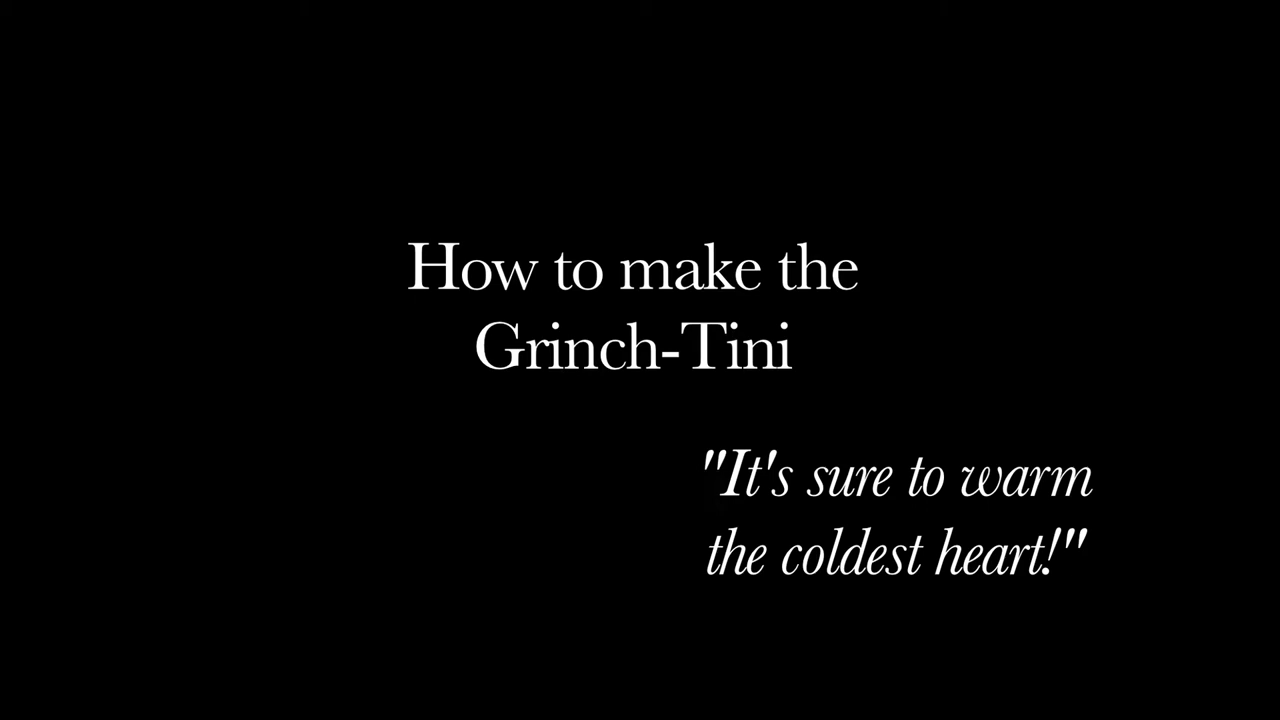 How to make the
Grinch-Tini
"It's sure to warm
the coldest heart!"